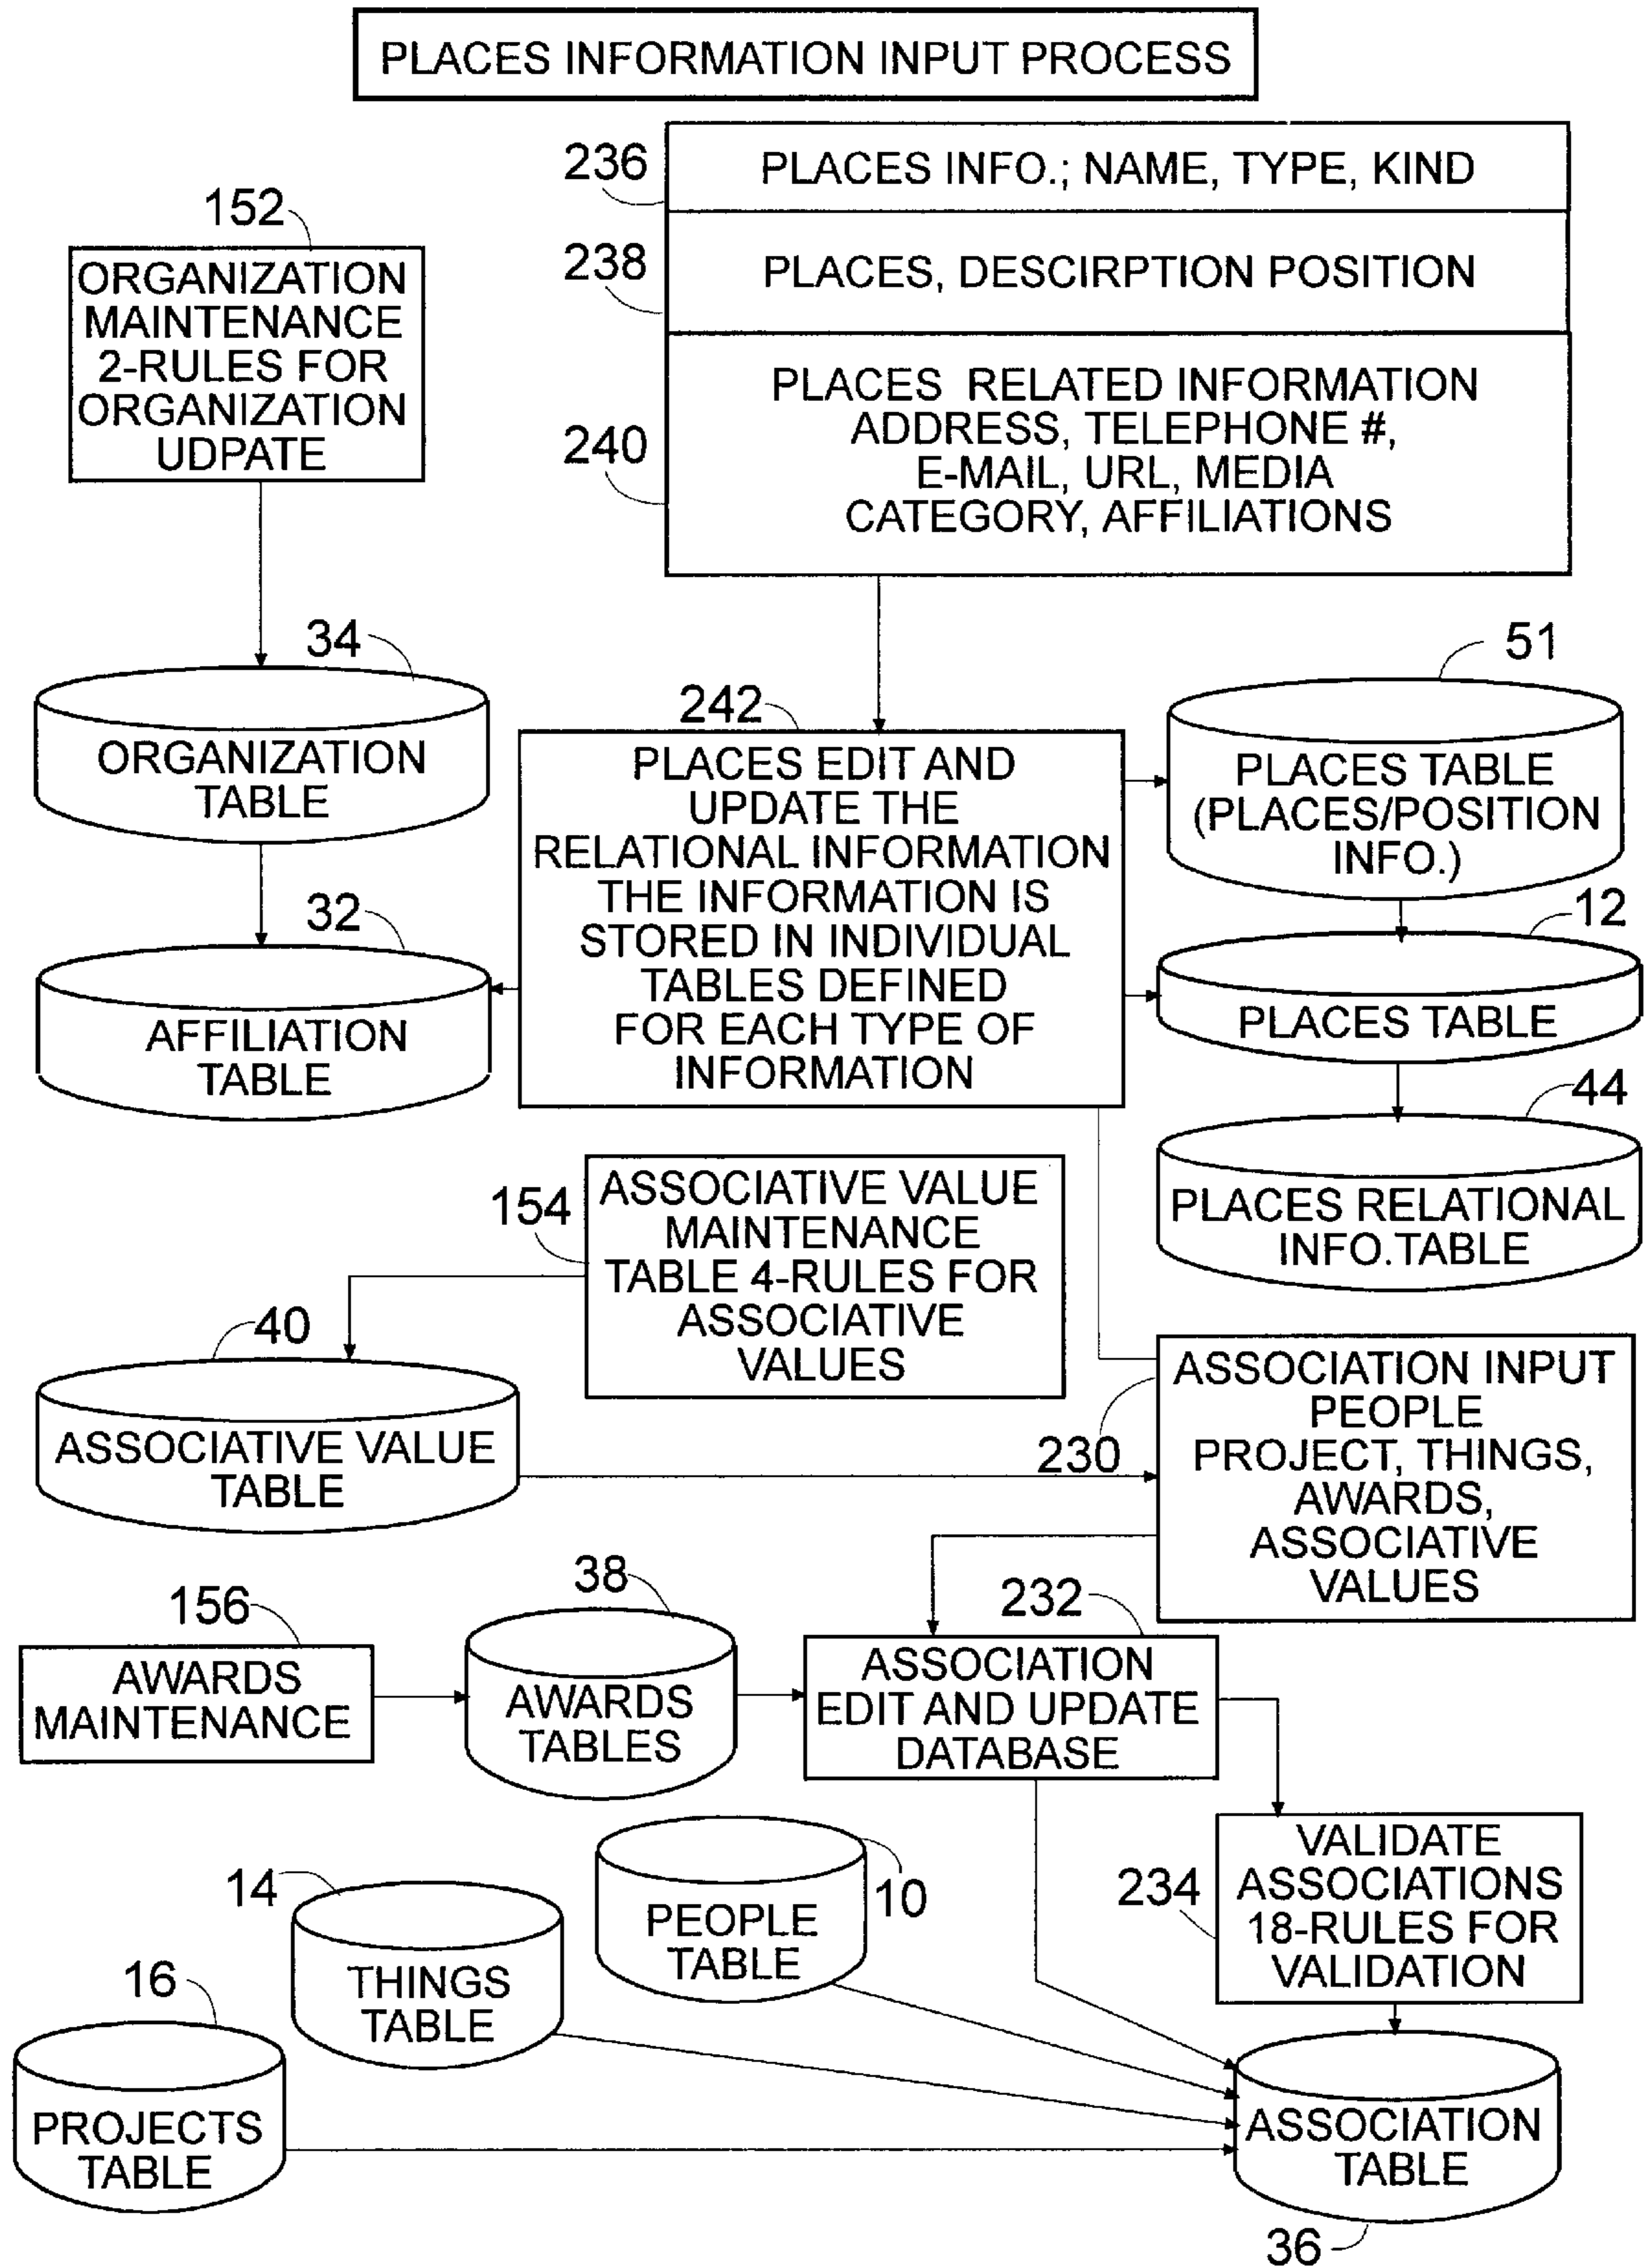 PLACES INFORMATION INPUT PROCESS
236
PLACES INFO.; NAME, TYPE, KIND
152
238
PLACES, DESCIRPTION POSITION
ORGANIZATION
MAINTENANCE
2-RULES FOR
ORGANIZATION
UDPATE
240
PLACES RELATED INFORMATION
ADDRESS, TELEPHONE #,
E-MAIL, URL, MEDIA
CATEGORY, AFFILIATIONS
34
ORGANIZATION
TABLE
242
PLACES EDIT AND
UPDATE THE
RELATIONAL INFORMATION
THE INFORMATION IS
STORED IN INDIVIDUAL
TABLES DEFINED
FOR EACH TYPE OF
INFORMATION
51
PLACES TABLE
(PLACES/POSITION
INFO.)
32
AFFILIATION
TABLE
12
PLACES TABLE
44
PLACES RELATIONAL
INFO.TABLE
154
ASSOCIATIVE VALUE
MAINTENANCE
TABLE 4-RULES FOR
ASSOCIATIVE
VALUES
40
ASSOCIATIVE VALUE
TABLE
230
ASSOCIATION INPUT
PEOPLE
PROJECT, THINGS,
AWARDS,
ASSOCIATIVE
VALUES
156
AWARDS
MAINTENANCE
38
AWARDS
TABLES
232
ASSOCIATION
EDIT AND UPDATE
DATABASE
234
VALIDATE
ASSOCIATIONS
18-RULES FOR
VALIDATION
10
PEOPLE
TABLE
14
THINGS
TABLE
16
PROJECTS
TABLE
ASSOCIATION
TABLE
36